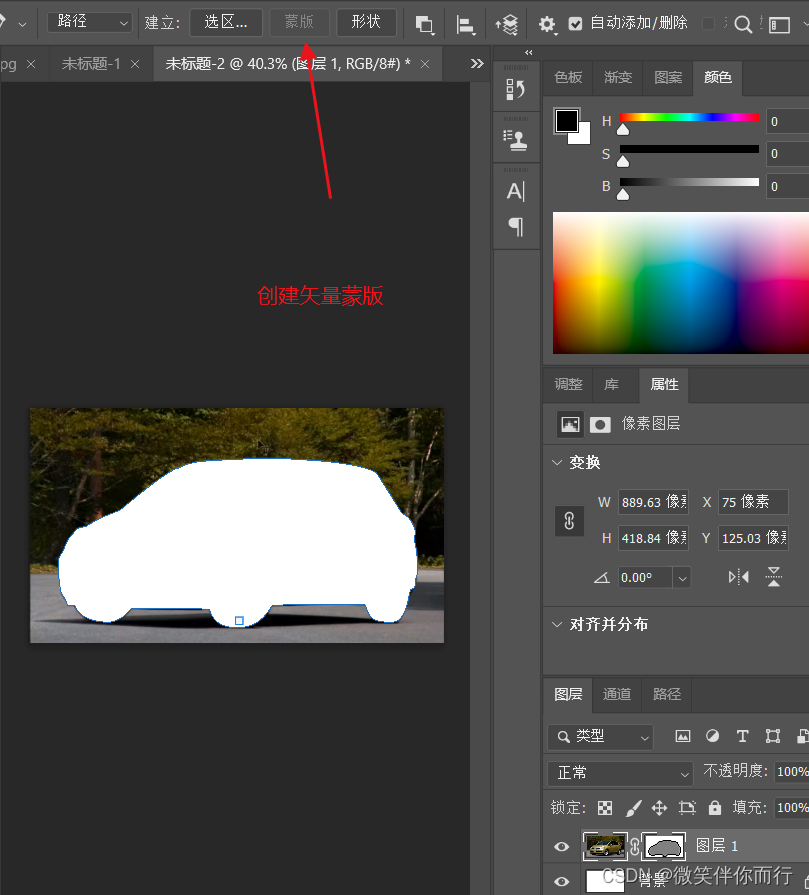 路径 建立: 选区... 蒙版 形状 自动添加/删除
pg × 未标题-1 × 未标题-2 @ 40.3% (图层 1, RGB/8#) * ×
色板 渐变 图案 颜色
H 0
S 0
B 0
创建矢量蒙版
调整 库 属性
像素图层
变换
W 889.63 像素 X 75 像素
H 418.84 像素 Y 125.03 像素
0.00°
对齐并分布
图层 通道 路径
类型
正常 不透明度: 100%
锁定: 填充: 100%
图层 1
背景
CSDN @微笑伴你而行